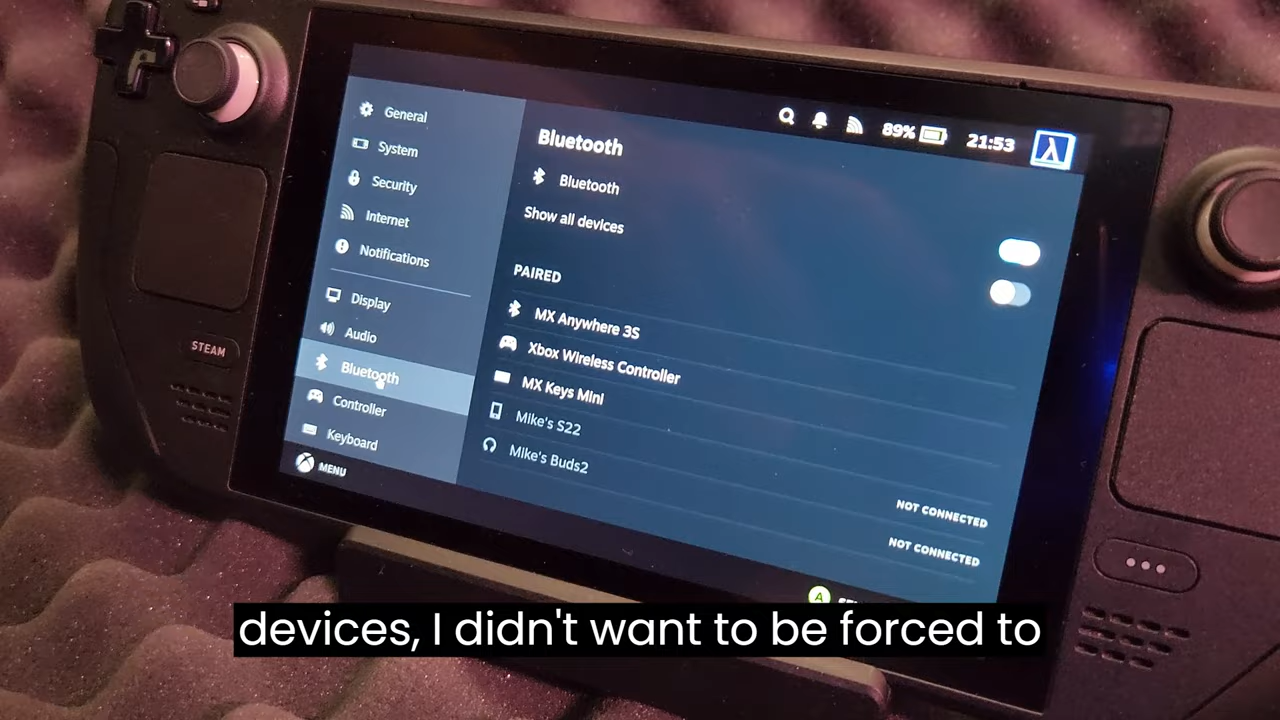 89%
21:53
General
System
Security
Internet
Notifications
Display
Audio
Bluetooth
Controller
Keyboard
MENU
Bluetooth
Bluetooth
Show all devices
PAIRED
MX Anywhere 3S
Xbox Wireless Controller
MX Keys Mini
Mike's S22
NOT CONNECTED
Mike's Buds2
NOT CONNECTED
A
STEAM
devices, I didn't want to be forced to